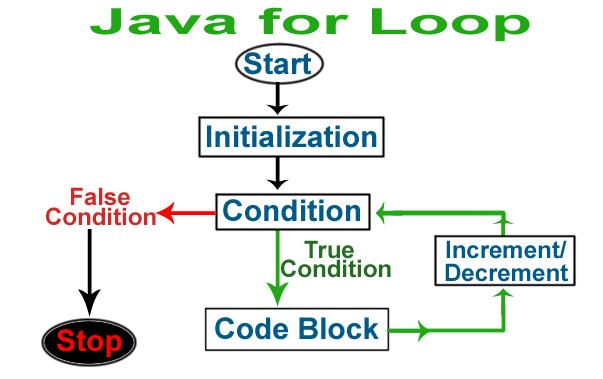 Java for Loop
Start
Initialization
Condition
False
Condition
True
Condition
Increment/
Decrement
Code Block
Stop